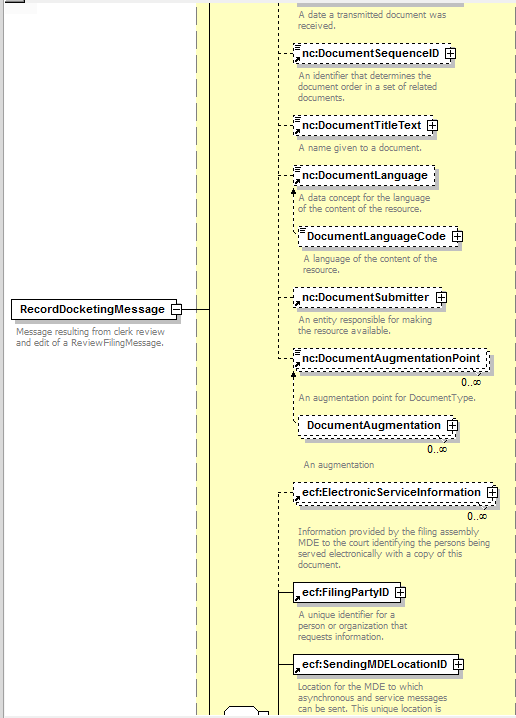 A date a transmitted document was
received.
nc:DocumentSequenceID
An identifier that determines the
document order in a set of related
documents.
nc:DocumentTitleText
A name given to a document.
nc:DocumentLanguage
A data concept for the language
of the content of the resource.
DocumentLanguageCode
A language of the content of the
resource.
nc:DocumentSubmitter
An entity responsible for making
the resource available.
RecordDocketingMessage
Message resulting from clerk review
and edit of a ReviewFilingMessage.
nc:DocumentAugmentationPoint
0..∞
An augmentation point for DocumentType.
DocumentAugmentation
0..∞
An augmentation
ecf:ElectronicServiceInformation
0..∞
Information provided by the filing assembly
MDE to the court identifying the persons being
served electronically with a copy of this
document.
ecf:FilingPartyID
A unique identifier for a
person or organization that
requests information.
ecf:SendingMDELocationID
Location for the MDE to which
asynchronous and service messages
can be sent. This unique location is